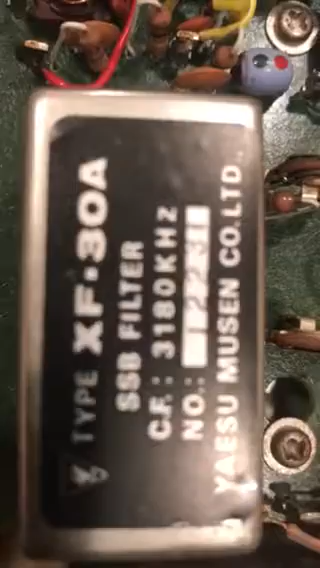 TYPE XF-30A
SSB FILTER
C.F.: 3180KHz
NO.:
YAESU MUSEN CO.LTD.